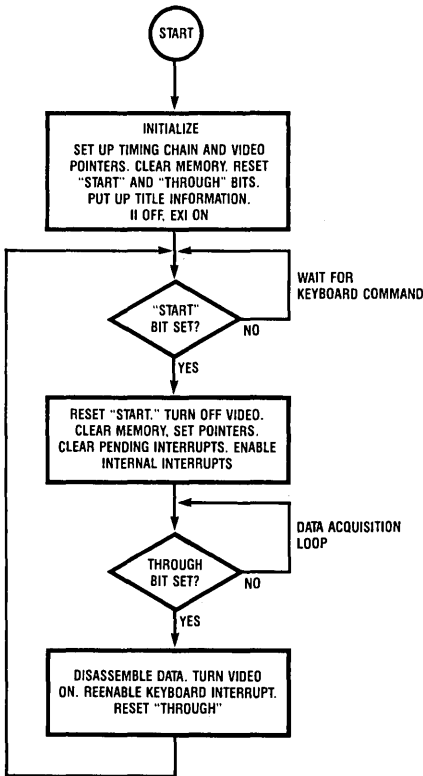 START
INITIALIZE
SET UP TIMING CHAIN AND VIDEO
POINTERS. CLEAR MEMORY. RESET
"START" AND "THROUGH" BITS.
PUT UP TITLE INFORMATION.
II OFF, EXI ON
WAIT FOR
KEYBOARD COMMAND
"START"
BIT SET?
NO
YES
RESET "START." TURN OFF VIDEO.
CLEAR MEMORY, SET POINTERS.
CLEAR PENDING INTERRUPTS. ENABLE
INTERNAL INTERRUPTS
DATA ACQUISITION
LOOP
THROUGH
BIT SET?
NO
YES
DISASSEMBLE DATA. TURN VIDEO
ON. REENABLE KEYBOARD INTERRUPT.
RESET "THROUGH"